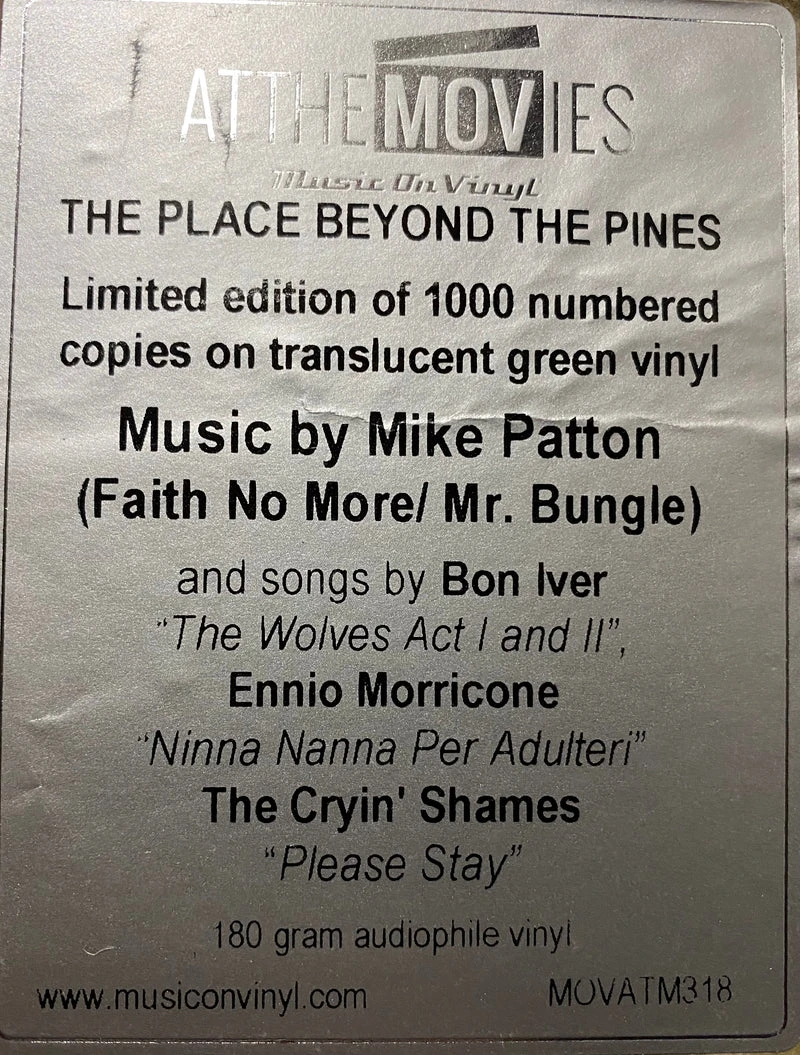 ATTHEMOVIES
Music On Vinyl
THE PLACE BEYOND THE PINES
Limited edition of 1000 numbered
copies on translucent green vinyl
Music by Mike Patton
(Faith No More/ Mr. Bungle)
and songs by Bon Iver
“The Wolves Act I and II”,
Ennio Morricone
“Ninna Nanna Per Adulteri”
The Cryin' Shames
“Please Stay”
180 gram audiophile vinyl
www.musiconvinyl.com
MOVATM318